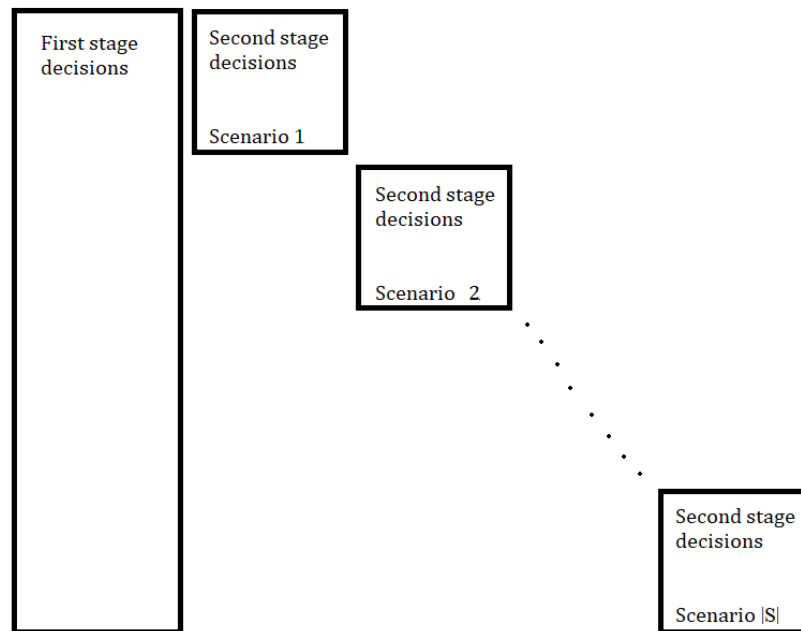 First stage
decisions
Second stage
decisions
Scenario 1
Second stage
decisions
Scenario 2
Second stage
decisions
Scenario |S|